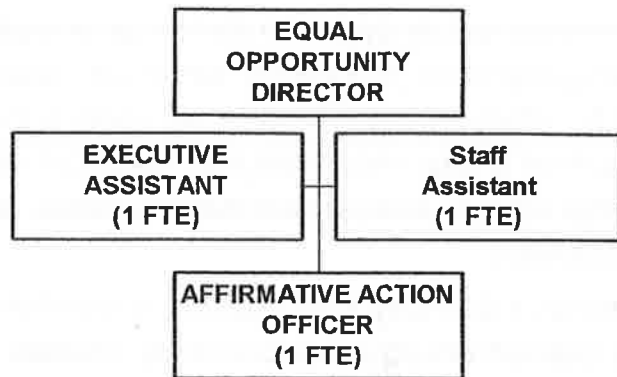 EQUAL
OPPORTUNITY
DIRECTOR
EXECUTIVE
ASSISTANT
(1 FTE)
Staff
Assistant
(1 FTE)
AFFIRMATIVE ACTION
OFFICER
(1 FTE)